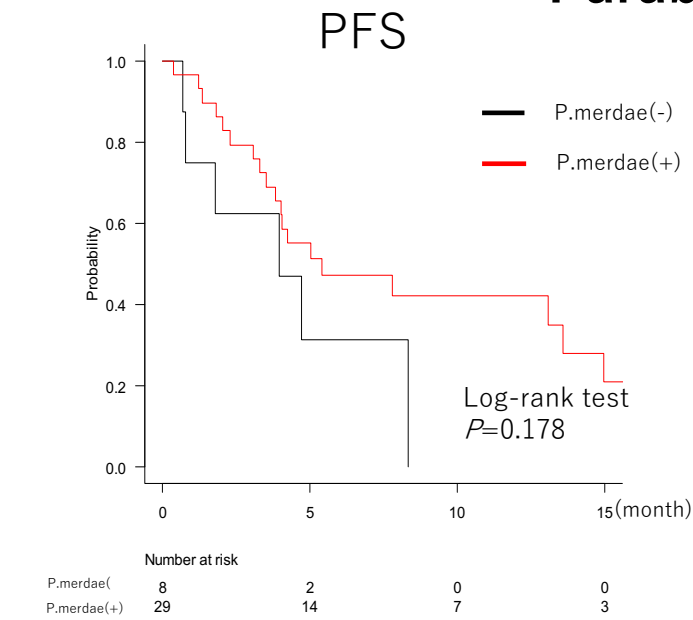 PFS
P.merdae(-)
P.merdae(+)
Probability
1.0
0.8
0.6
0.4
0.2
0.0
Log-rank test
P=0.178
0 5 10 15(month)
Number at risk
P.merdae( 8 2 0 0
P.merdae(+) 29 14 7 3